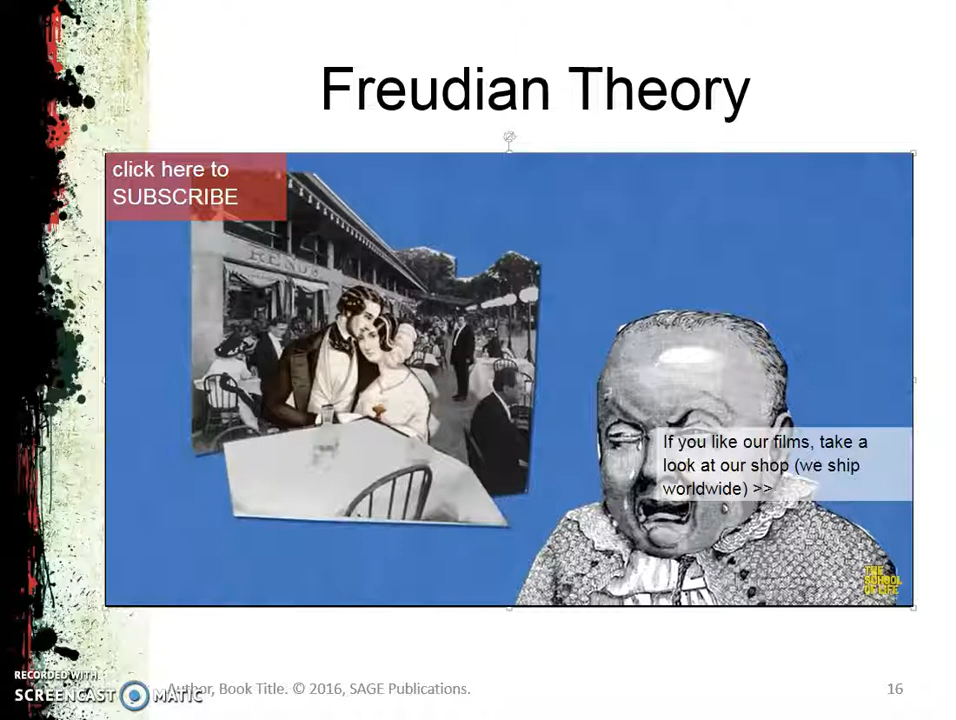 Freudian Theory
click here to
SUBSCRIBE
If you like our films, take a
look at our shop (we ship
worldwide) >>
THE
SCHOOL
OF LIFE
RECORDED WITH
SCREENCAST MATIC
Author, Book Title. © 2016, SAGE Publications.
16